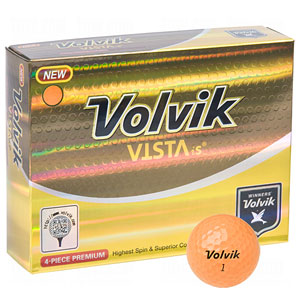 NEW
Volvik
VISTA iS
WINNERS
Volvik
4-PIECE PREMIUM
Highest Spin & Superior Co
Volvik
1